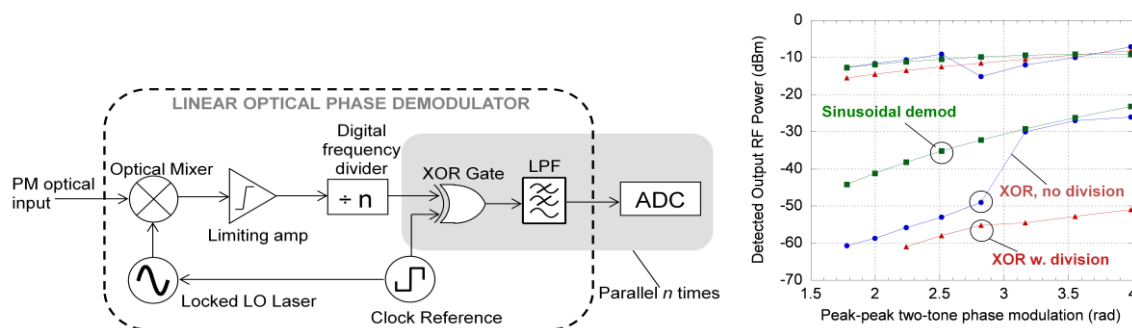 LINEAR OPTICAL PHASE DEMODULATOR
Optical Mixer
PM optical
input
Limiting amp
Digital
frequency
divider
÷ n
XOR Gate
LPF
ADC
Locked LO Laser
Clock Reference
Parallel n times
Detected Output RF Power (dBm)
0
-10
-20
-30
-40
-50
-60
-70
Sinusoidal demod
XOR, no division
XOR w. division
1.5
2
2.5
3
3.5
4
Peak-peak two-tone phase modulation (rad)